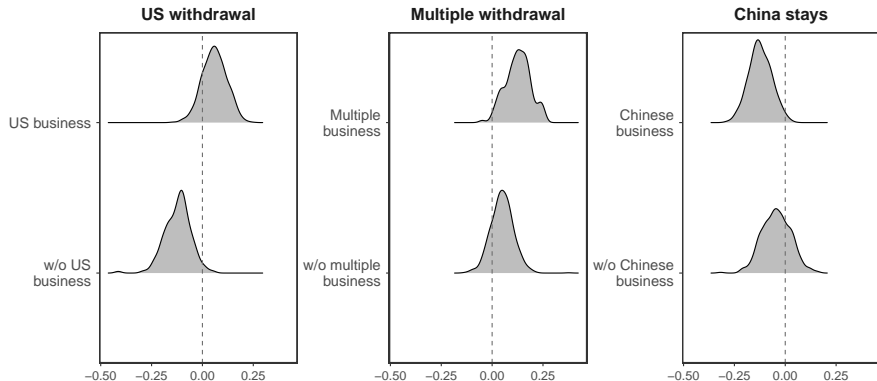 US withdrawal
Multiple withdrawal
China stays
US business
w/o US
business
−0.50
−0.25
0.00
0.25
Multiple
business
w/o multiple
business
−0.50
−0.25
0.00
0.25
Chinese
business
w/o Chinese
business
−0.50
−0.25
0.00
0.25